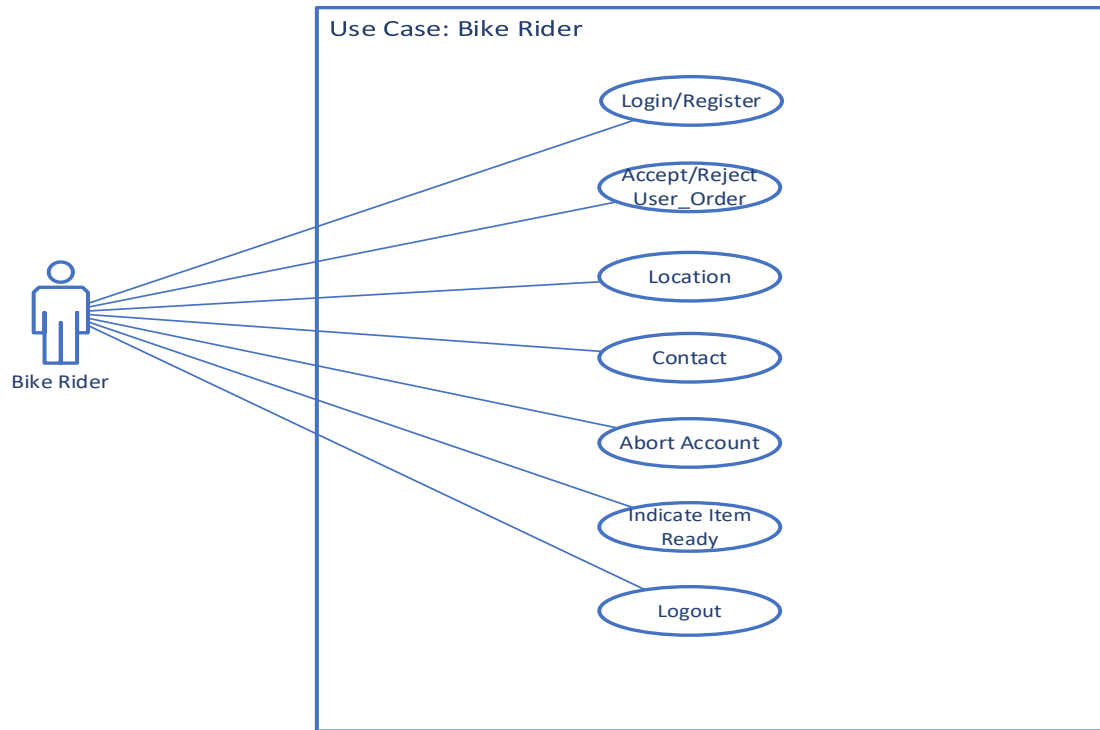 Use Case: Bike Rider
Login/Register
Accept/Reject
User_Order
Location
Bike Rider
Contact
Abort Account
Indicate Item
Ready
Logout